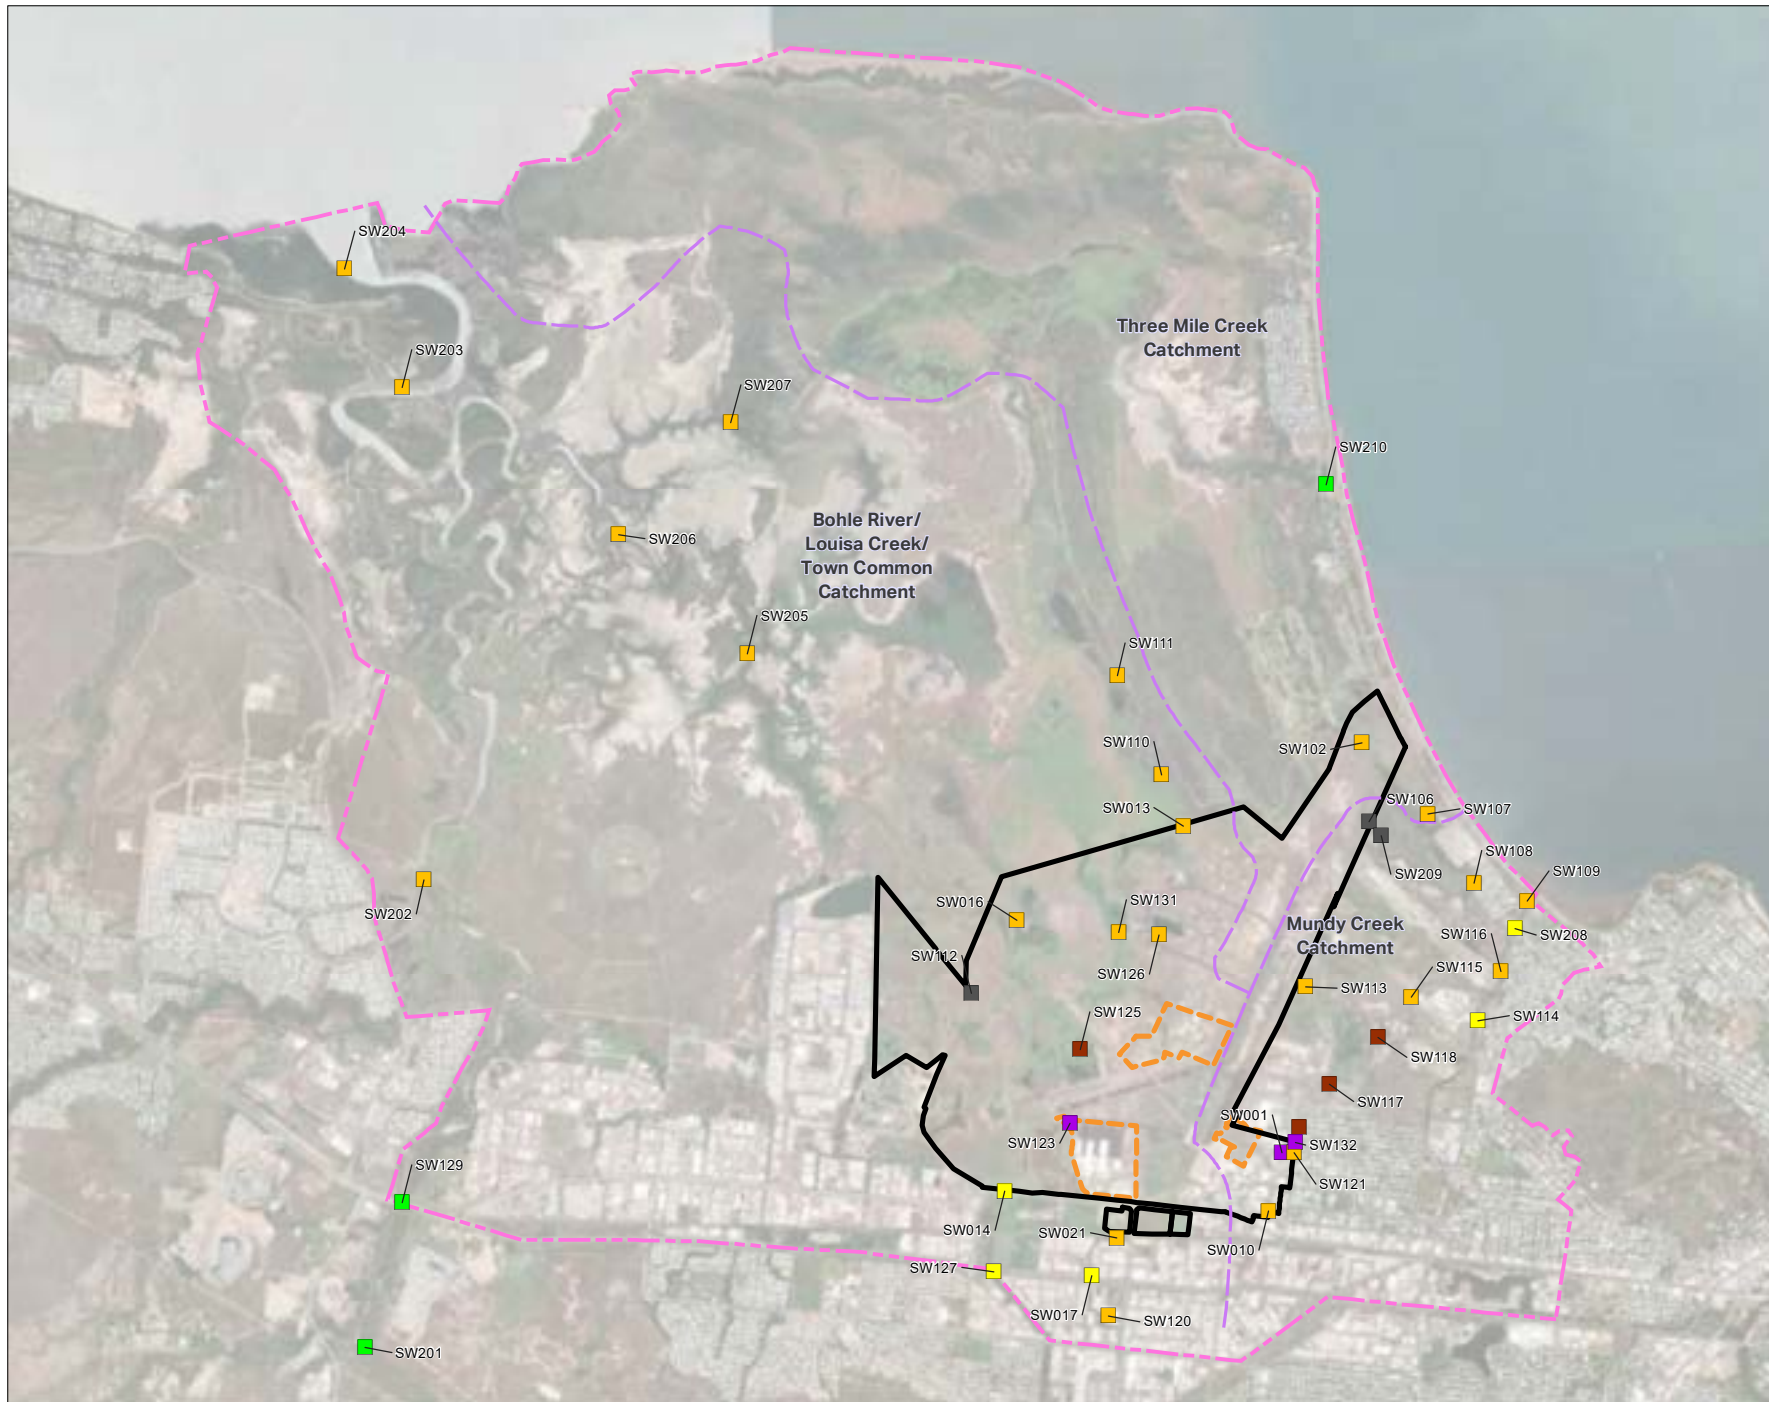 SW204
SW203
SW207
Three Mile Creek
Catchment
SW210
Bohle River/
Louisa Creek/
Town Common
Catchment
SW206
SW205
SW111
SW110
SW102
SW013
SW106
SW107
SW108
SW209
SW109
SW202
SW016
SW131
Mundy Creek
Catchment
SW208
SW116
SW112
SW126
SW115
SW113
SW125
SW114
SW118
SW117
SW001
SW123
SW132
SW129
SW121
SW014
SW021
SW010
SW127
SW017
SW120
SW201